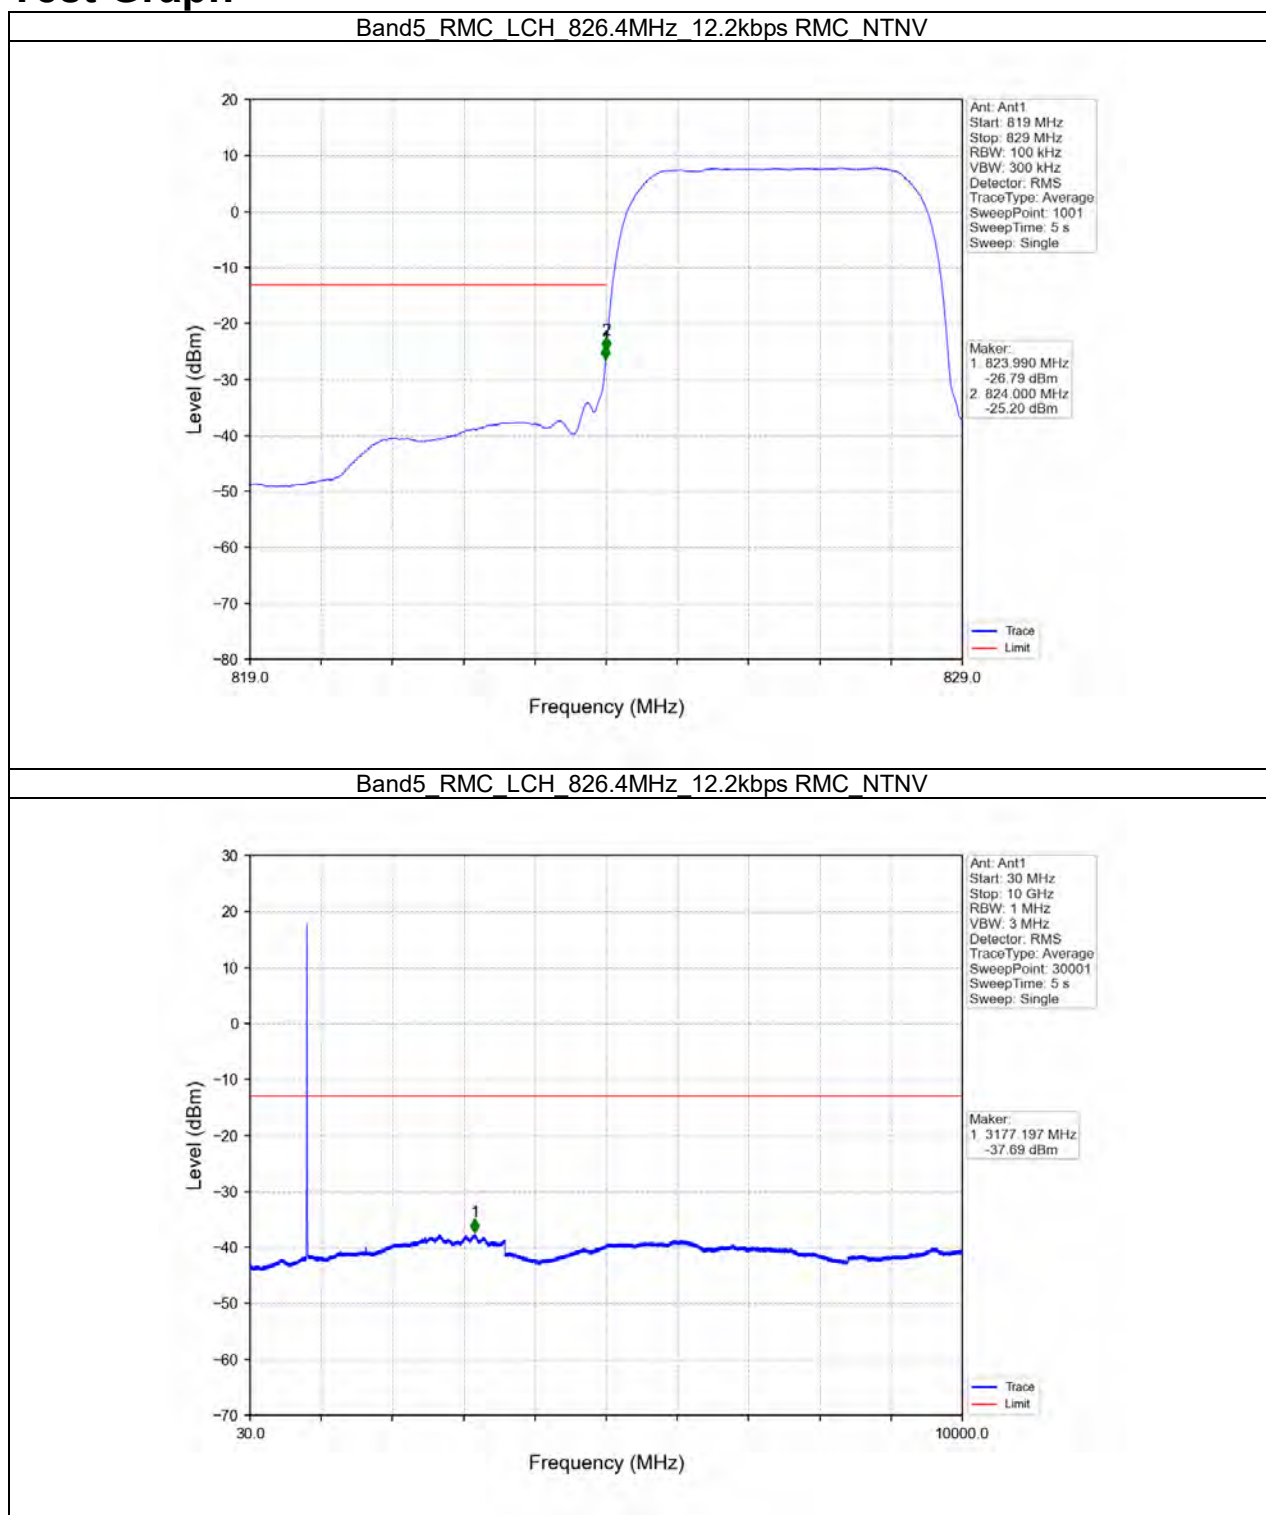 Test Graph
Band5_RMC_LCH_826.4MHz_12.2kbps RMC_NTNV
20
10
0
−10
−20
−30
−40
−50
−60
−70
−80
Level (dBm)
2
819.0
829.0
Frequency (MHz)
Ant: Ant1
Start: 819 MHz
Stop: 829 MHz
RBW: 100 kHz
VBW: 300 kHz
Detector: RMS
TraceType: Average
SweepPoint: 1001
SweepTime: 5 s
Sweep: Single
Maker:
1. 823.990 MHz
-26.79 dBm
2. 824.000 MHz
-25.20 dBm
Trace
Limit
Band5_RMC_LCH_826.4MHz_12.2kbps RMC_NTNV
30
20
10
0
−10
−20
−30
−40
−50
−60
−70
Level (dBm)
1
30.0
10000.0
Frequency (MHz)
Ant: Ant1
Start: 30 MHz
Stop: 10 GHz
RBW: 1 MHz
VBW: 3 MHz
Detector: RMS
TraceType: Average
SweepPoint: 30001
SweepTime: 5 s
Sweep: Single
Maker:
1. 3177.197 MHz
-37.69 dBm
Trace
Limit